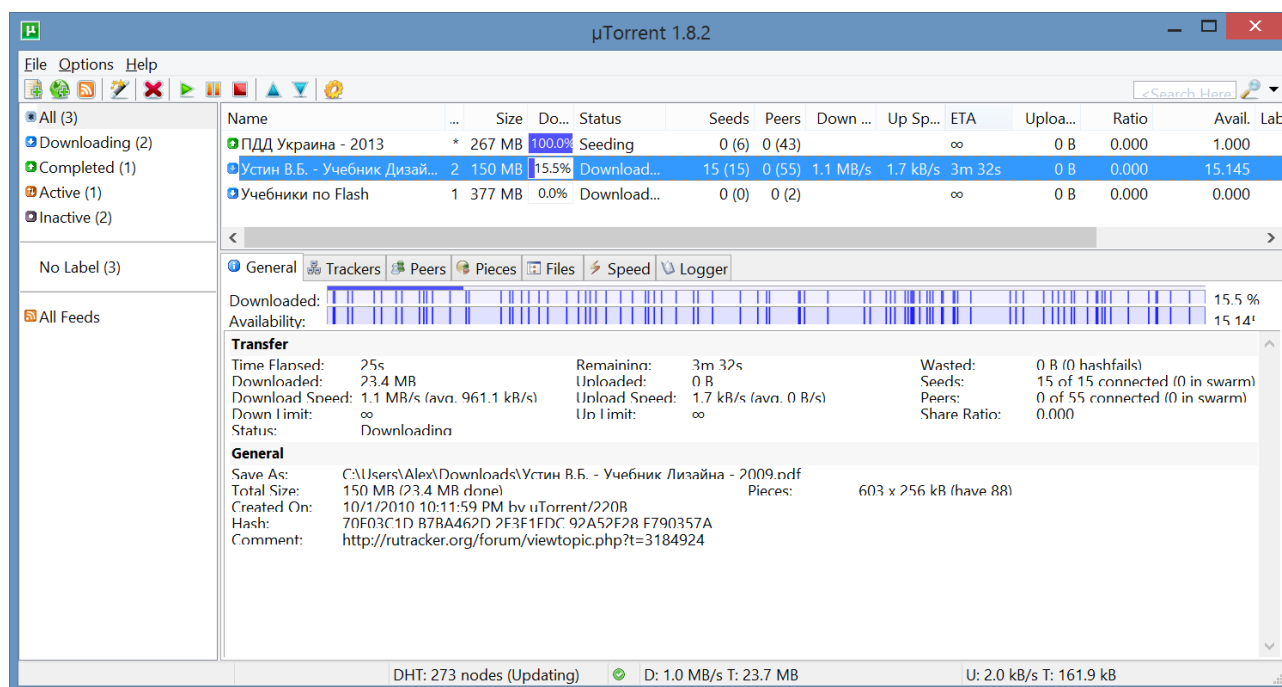 µTorrent 1.8.2
File Options Help
<Search Here
All (3)
Downloading (2)
Completed (1)
Active (1)
Inactive (2)
No Label (3)
All Feeds
Name ... Size Do... Status Seeds Peers Down ... Up Sp... ETA Uploa... Ratio Avail. Lab
ПДД Украина - 2013 * 267 MB 100.0% Seeding 0 (6) 0 (43) ∞ 0 B 0.000 1.000
Устин В.Б. - Учебник Дизай... 2 150 MB 15.5% Download... 15 (15) 0 (55) 1.1 MB/s 1.7 kB/s 3m 32s 0 B 0.000 15.145
Учебники по Flash 1 377 MB 0.0% Download... 0 (0) 0 (2) ∞ 0 B 0.000 0.000
General Trackers Peers Pieces Files Speed Logger
Downloaded: 15.5 %
Availability: 15.14
Transfer
Time Elapsed: 25s Remaining: 3m 32s Wasted: 0 B (0 hashfails)
Downloaded: 23.4 MB Uploaded: 0 B Seeds: 15 of 15 connected (0 in swarm)
Download Speed: 1.1 MB/s (avg. 961.1 kB/s) Upload Speed: 1.7 kB/s (avg. 0 B/s) Peers: 0 of 55 connected (0 in swarm)
Down Limit: ∞ Up Limit: ∞ Share Ratio: 0.000
Status: Downloading
General
Save As: C:\Users\Alex\Downloads\Устин В.Б. - Учебник Дизайна - 2009.pdf
Total Size: 150 MB (23.4 MB done) Pieces: 603 x 256 kB (have 88)
Created On: 10/1/2010 10:11:59 PM by uTorrent/220B
Hash:
Comment: http://rutracker.org/forum/viewtopic.php?t=3184924
DHT: 273 nodes (Updating) D: 1.0 MB/s T: 23.7 MB U: 2.0 kB/s T: 161.9 kB